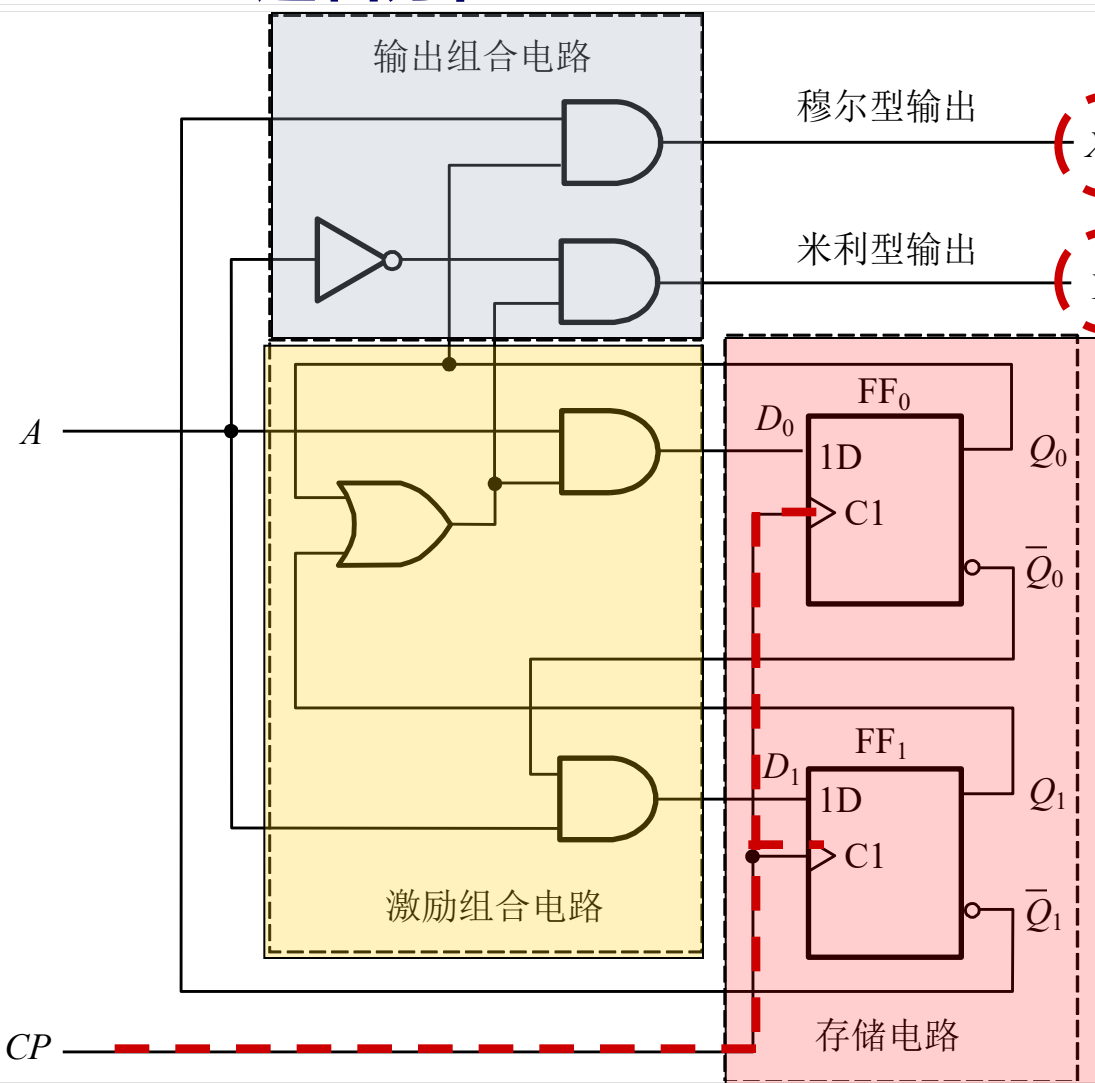 输出组合电路
穆尔型输出
米利型输出
A
D₀
FF₀
1D
C1
Q₀
Q̅₀
D₁
FF₁
1D
C1
Q₁
Q̅₁
激励组合电路
存储电路
CP